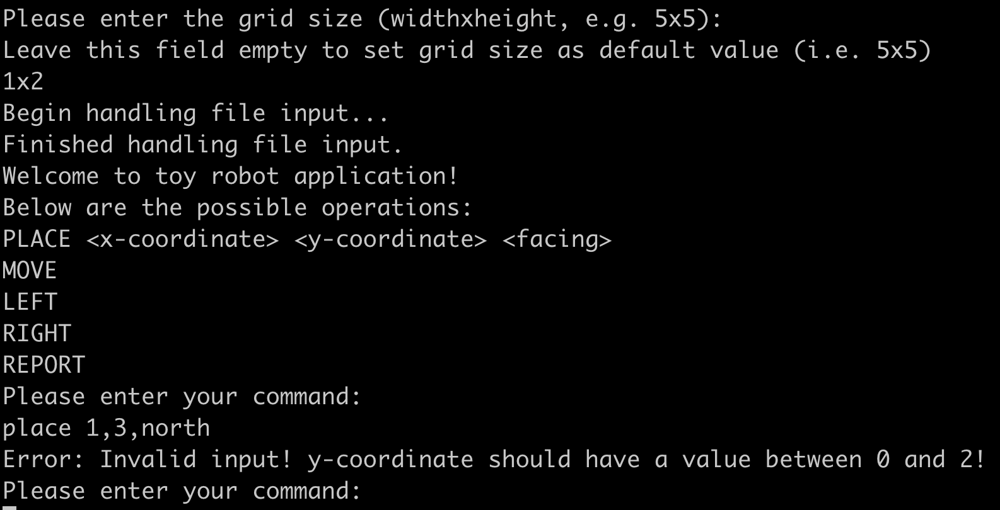 Please enter the grid size (widthxheight, e.g. 5x5):
Leave this field empty to set grid size as default value (i.e. 5x5)
1x2
Begin handling file input...
Finished handling file input.
Welcome to toy robot application!
Below are the possible operations:
PLACE <x-coordinate> <y-coordinate> <facing>
MOVE
LEFT
RIGHT
REPORT
Please enter your command:
place 1,3,north
Error: Invalid input! y-coordinate should have a value between 0 and 2!
Please enter your command: